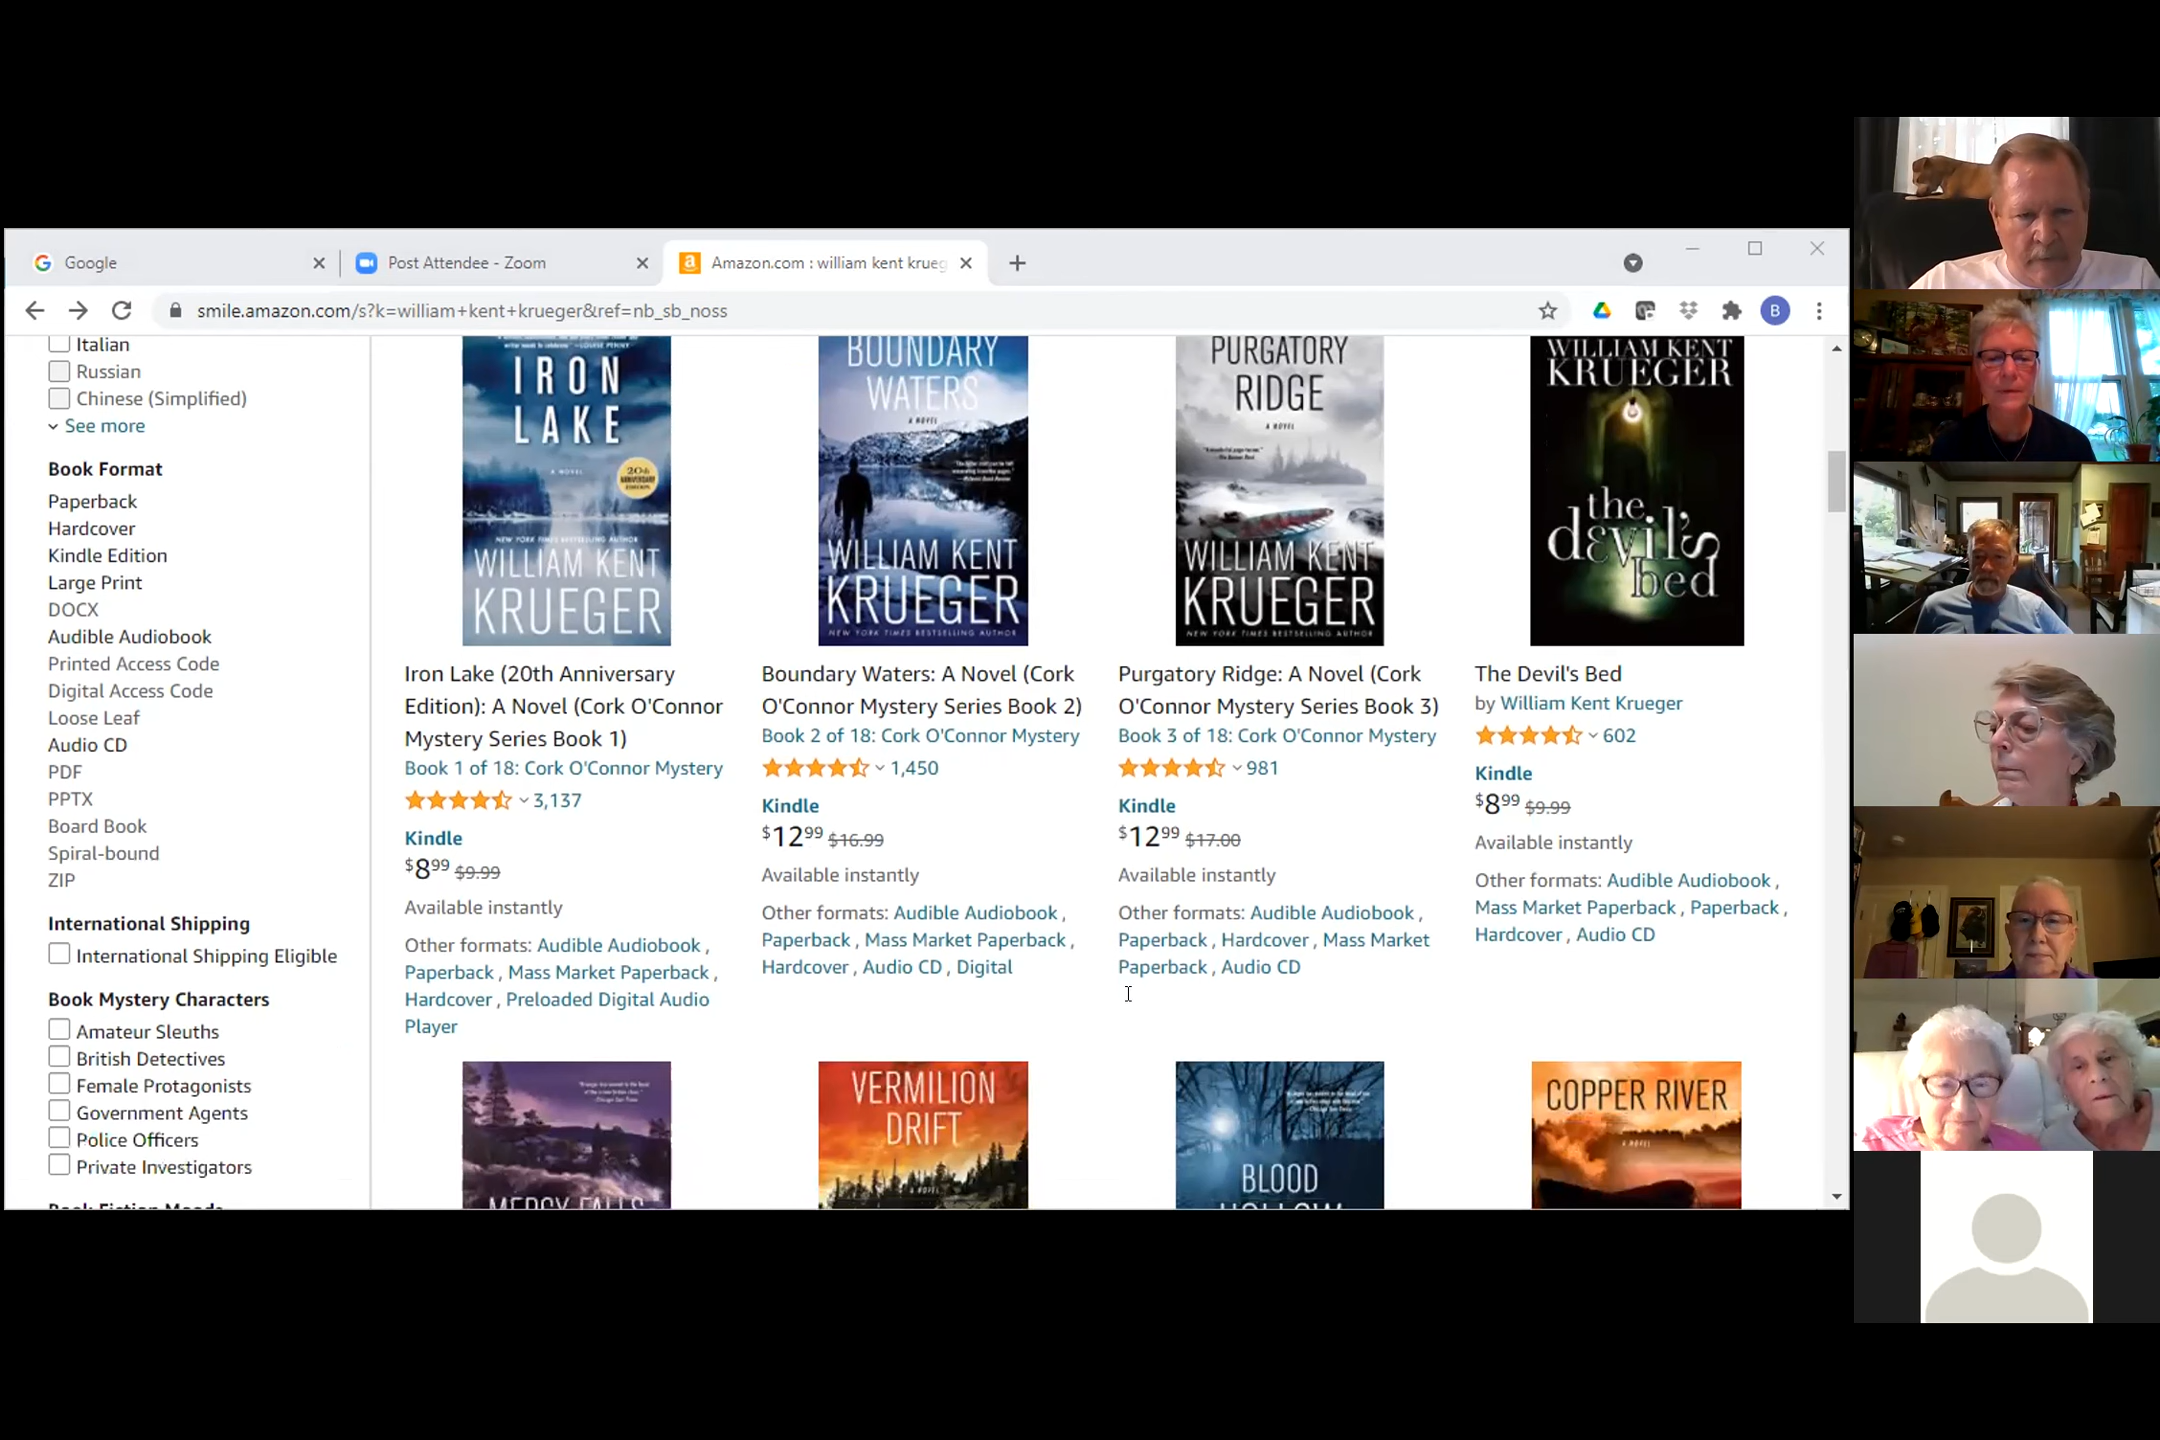 Google
Post Attendee - Zoom
Amazon.com : william kent krueg
smile.amazon.com/s?k=william+kent+krueger&ref=nb_sb_noss
B
Italian
Russian
Chinese (Simplified)
See more
Book Format
Paperback
Hardcover
Kindle Edition
Large Print
DOCX
Audible Audiobook
Printed Access Code
Digital Access Code
Loose Leaf
Audio CD
PDF
PPTX
Board Book
Spiral-bound
ZIP
International Shipping
International Shipping Eligible
Book Mystery Characters
Amateur Sleuths
British Detectives
Female Protagonists
Government Agents
Police Officers
Private Investigators
IRON
LAKE
A NOVEL
20th
ANNIVERSARY
NEW YORK TIMES BESTSELLING AUTHOR
WILLIAM KENT
KRUEGER
BOUNDARY
WATERS
A NOVEL
WILLIAM KENT
KRUEGER
NEW YORK TIMES BESTSELLING AUTHOR
PURGATORY
RIDGE
A NOVEL
WILLIAM KENT
KRUEGER
NEW YORK TIMES BESTSELLING AUTHOR
WILLIAM KENT
KRUEGER
the
devil's
bed
Iron Lake (20th Anniversary
Edition): A Novel (Cork O'Connor
Mystery Series Book 1)
Book 1 of 18: Cork O'Connor Mystery
3,137
Kindle
$8.99 $9.99
Available instantly
Other formats: Audible Audiobook ,
Paperback , Mass Market Paperback ,
Hardcover , Preloaded Digital Audio
Player
Boundary Waters: A Novel (Cork
O'Connor Mystery Series Book 2)
Book 2 of 18: Cork O'Connor Mystery
1,450
Kindle
$12.99 $16.99
Available instantly
Other formats: Audible Audiobook ,
Paperback , Mass Market Paperback ,
Hardcover , Audio CD , Digital
Purgatory Ridge: A Novel (Cork
O'Connor Mystery Series Book 3)
Book 3 of 18: Cork O'Connor Mystery
981
Kindle
$12.99 $17.00
Available instantly
Other formats: Audible Audiobook ,
Paperback , Hardcover , Mass Market
Paperback , Audio CD
The Devil's Bed
by William Kent Krueger
602
Kindle
$8.99 $9.99
Available instantly
Other formats: Audible Audiobook ,
Mass Market Paperback , Paperback ,
Hardcover , Audio CD
MERCY FALLS
VERMILION
DRIFT
A NOVEL
BLOOD
HOLLOW
COPPER RIVER
A NOVEL